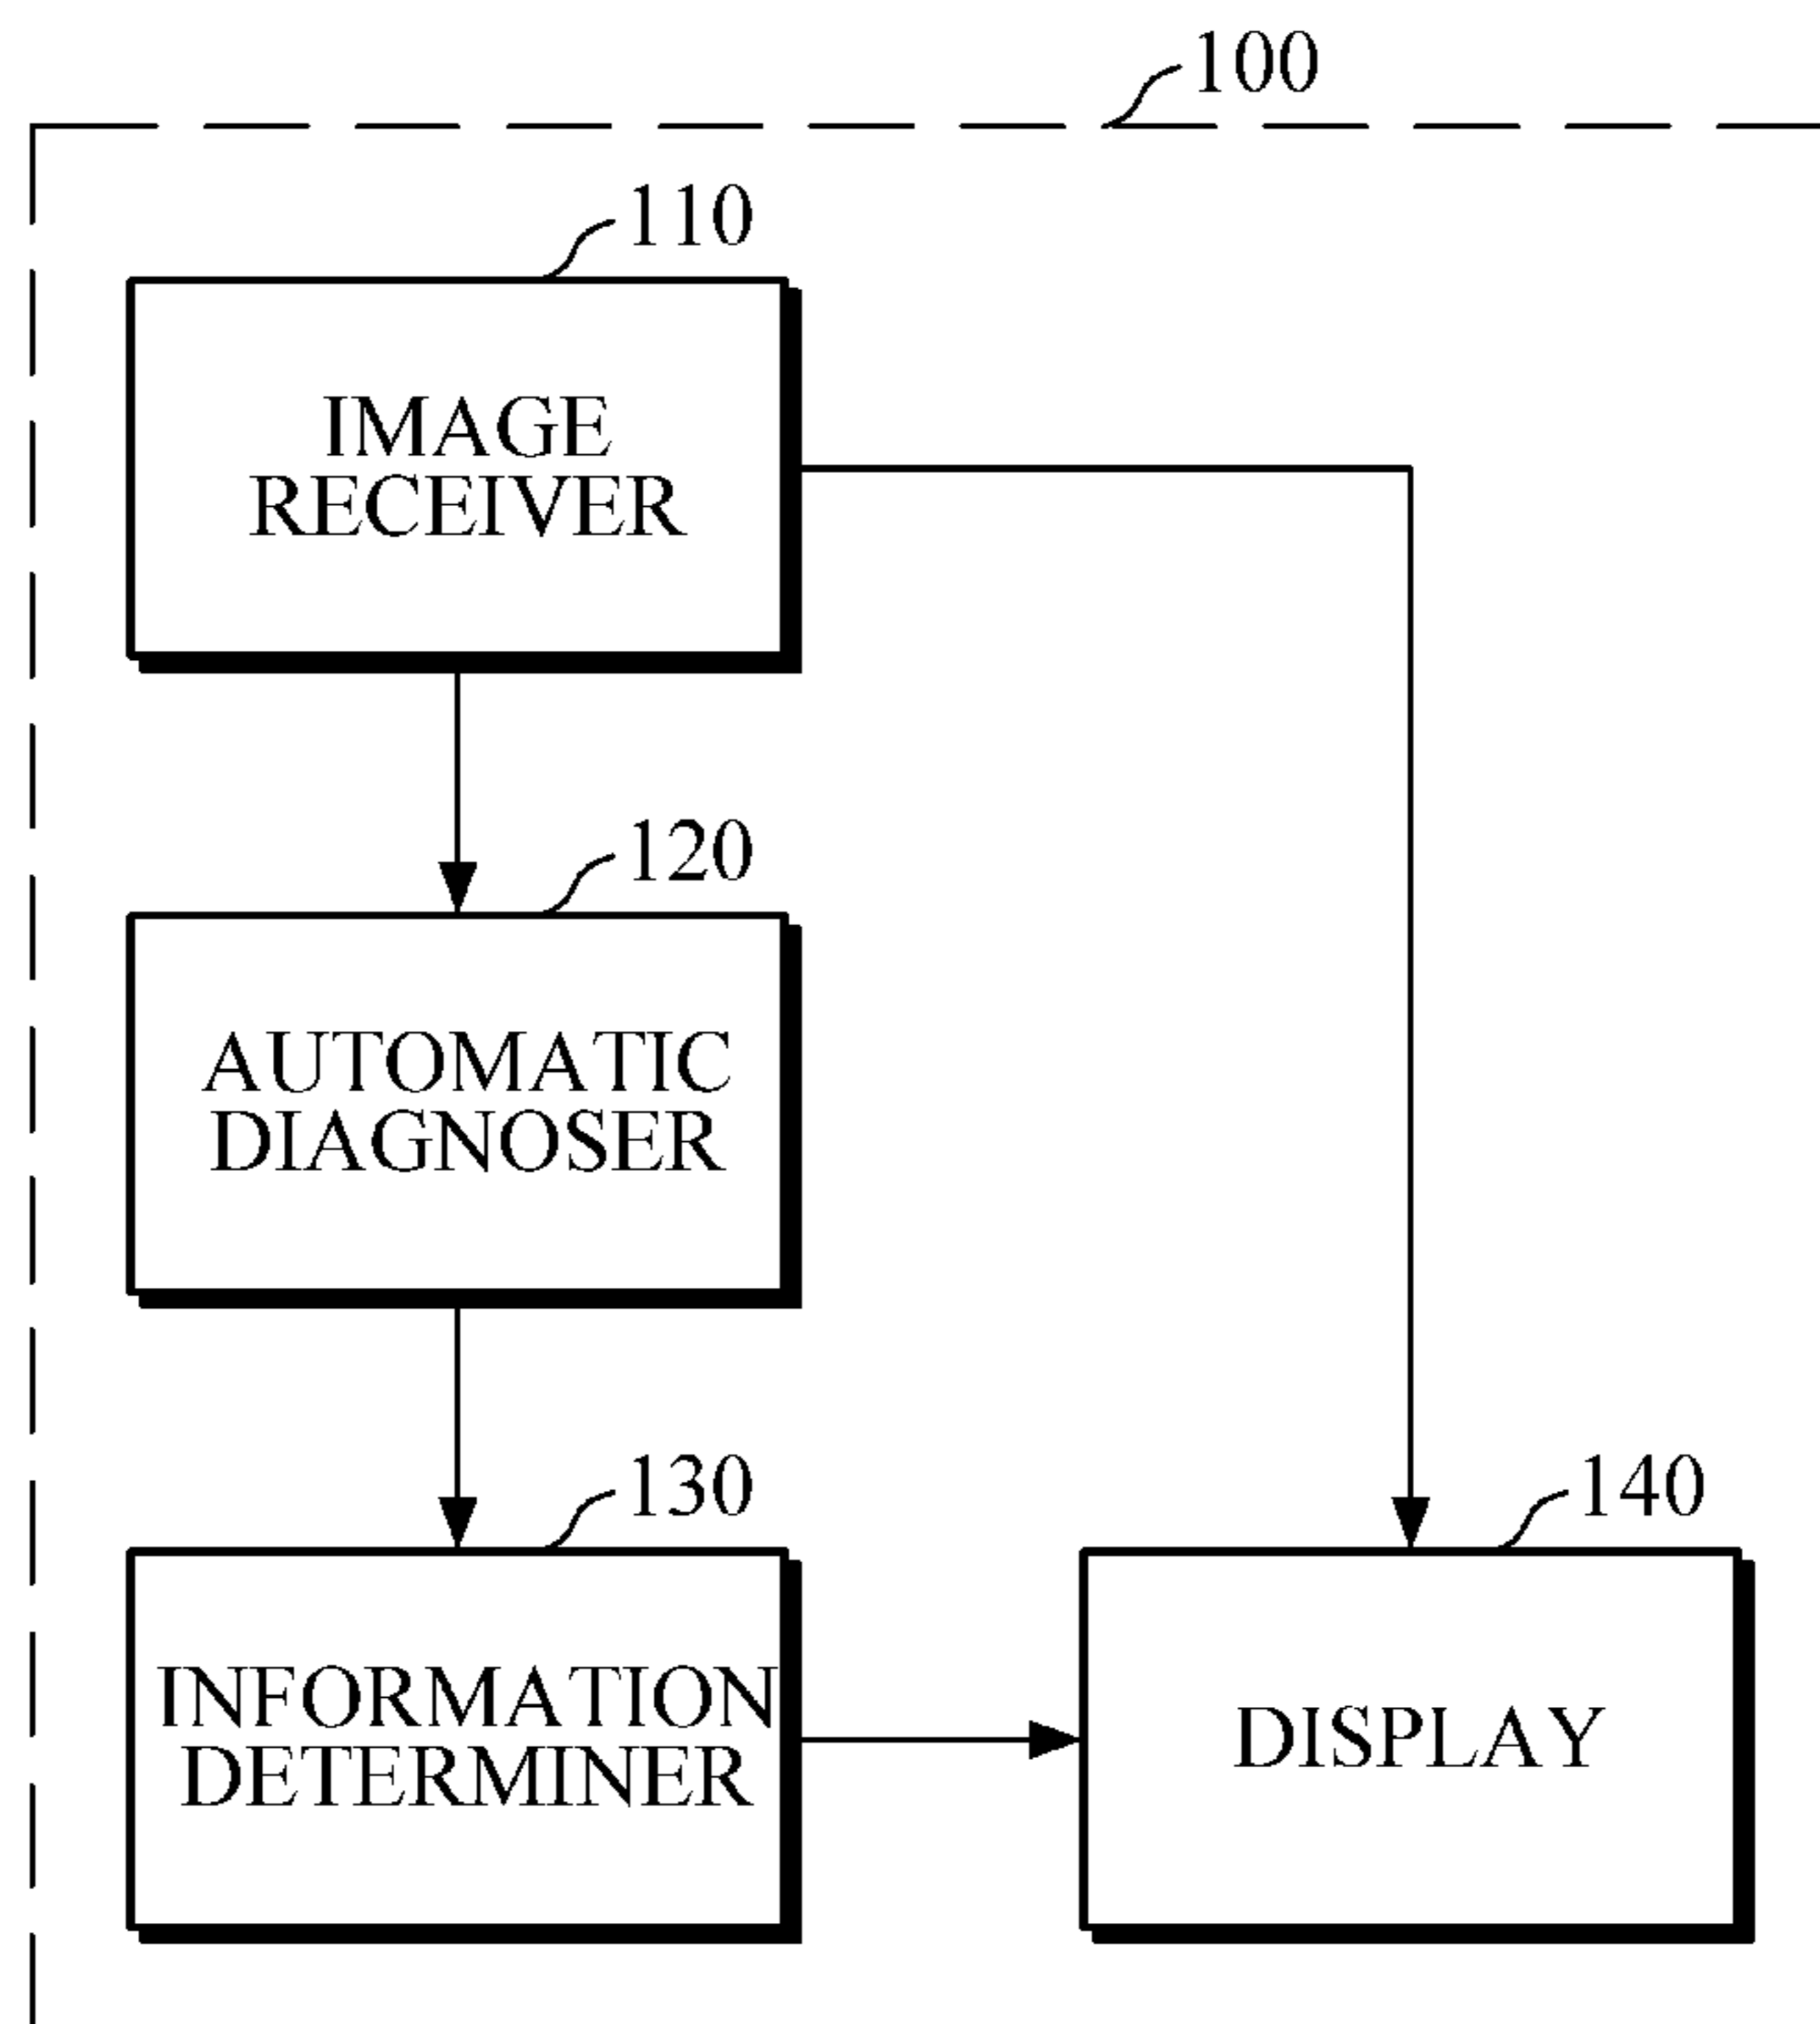 100
110
IMAGE
RECEIVER
120
AUTOMATIC
DIAGNOSER
130
INFORMATION
DETERMINER
140
DISPLAY